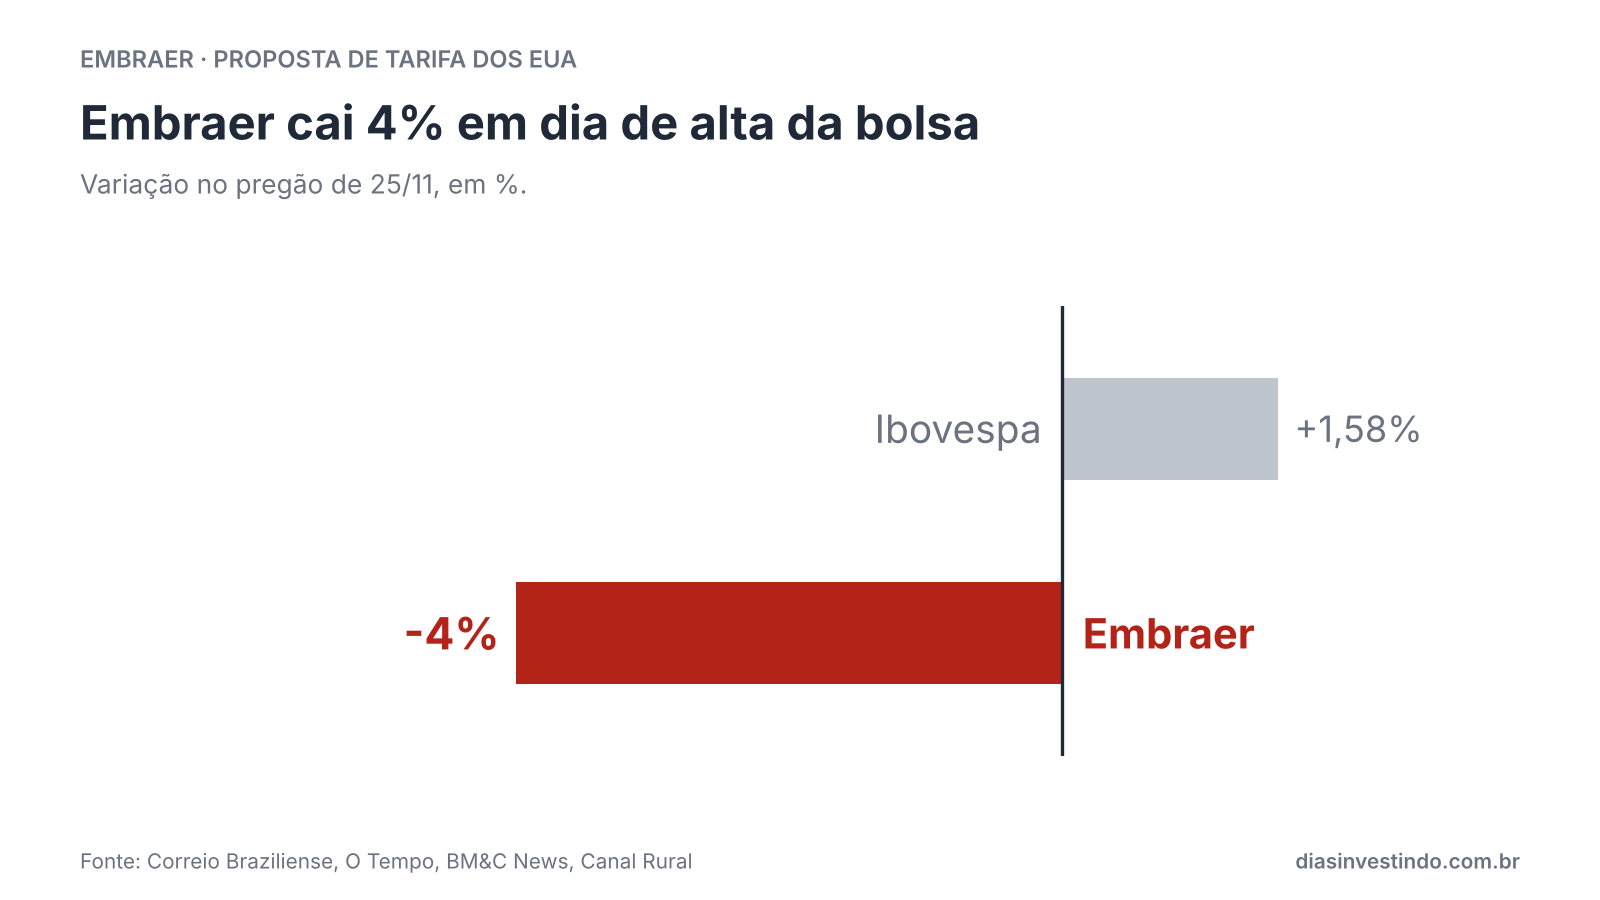 EMBRAER · PROPOSTA DE TARIFA DOS EUA
Embraer cai 4% em dia de alta da bolsa
Variação no pregão de 25/11, em %.
Ibovespa +1,58%
-4% Embraer
Fonte: Correio Braziliense, O Tempo, BM&C News, Canal Rural
diasinvestindo.com.br